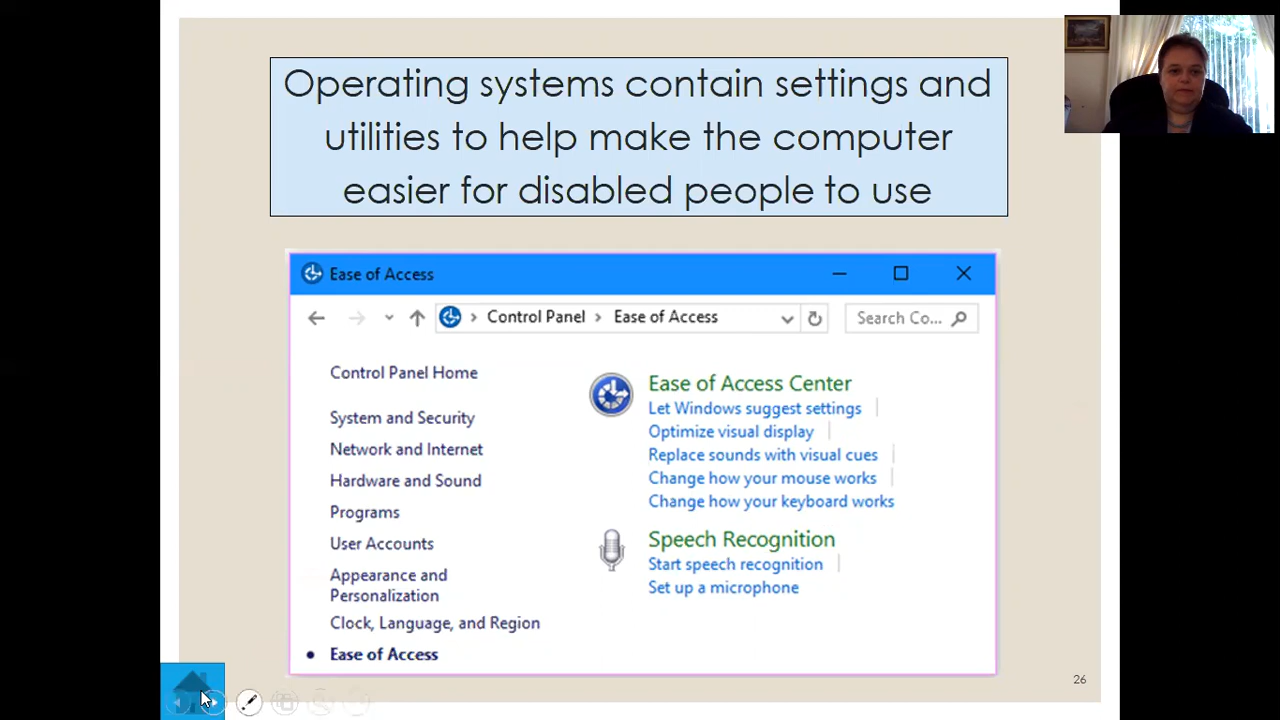 Operating systems contain settings and
utilities to help make the computer
easier for disabled people to use
Ease of Access
Control Panel > Ease of Access
Search Co...
Control Panel Home
System and Security
Network and Internet
Hardware and Sound
Programs
User Accounts
Appearance and
Personalization
Clock, Language, and Region
Ease of Access
Ease of Access Center
Let Windows suggest settings
Optimize visual display
Replace sounds with visual cues
Change how your mouse works
Change how your keyboard works
Speech Recognition
Start speech recognition
Set up a microphone
26